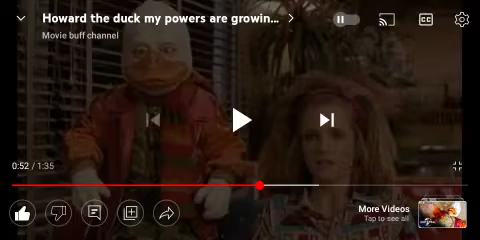 Howard the duck my powers are growin...
Movie buff channel
CC
0:52 / 1:35
More Videos
Tap to see all